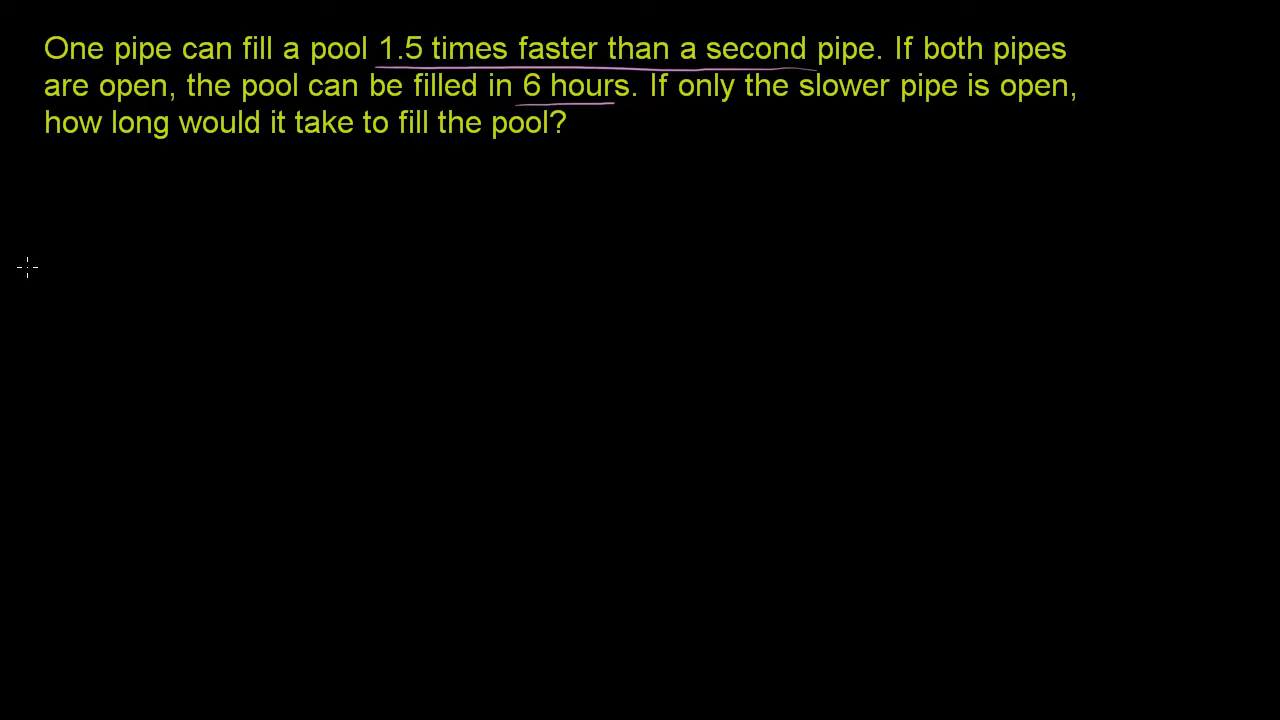 One pipe can fill a pool 1.5 times faster than a second pipe. If both pipes
are open, the pool can be filled in 6 hours. If only the slower pipe is open,
how long would it take to fill the pool?